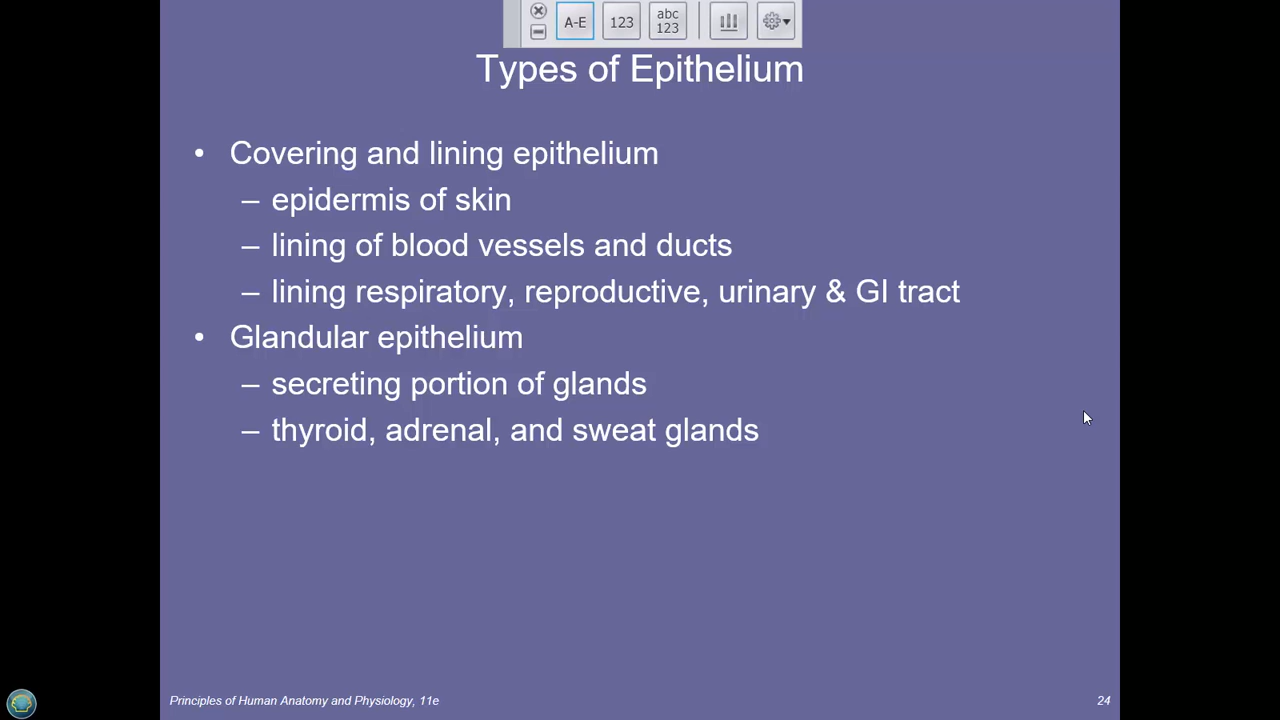 A-E 123 abc
123
Types of Epithelium
• Covering and lining epithelium
– epidermis of skin
– lining of blood vessels and ducts
– lining respiratory, reproductive, urinary & GI tract
• Glandular epithelium
– secreting portion of glands
– thyroid, adrenal, and sweat glands
Principles of Human Anatomy and Physiology, 11e
24